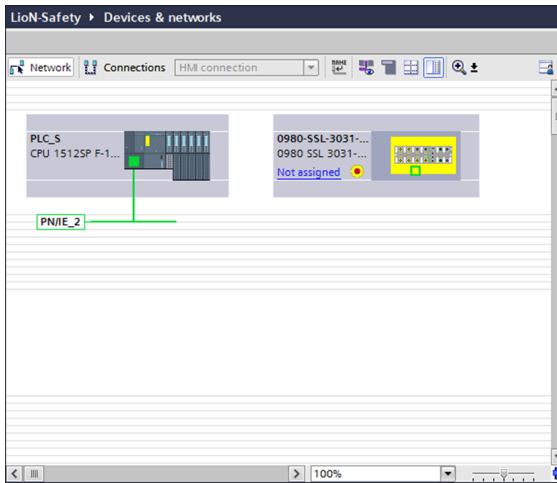 LioN-Safety ▸ Devices & networks
Network Connections HMI connection
PLC_S
CPU 1512SP F-1...
0980-SSL-3031-...
0980 SSL 3031-...
Not assigned
PN/IE_2
100%